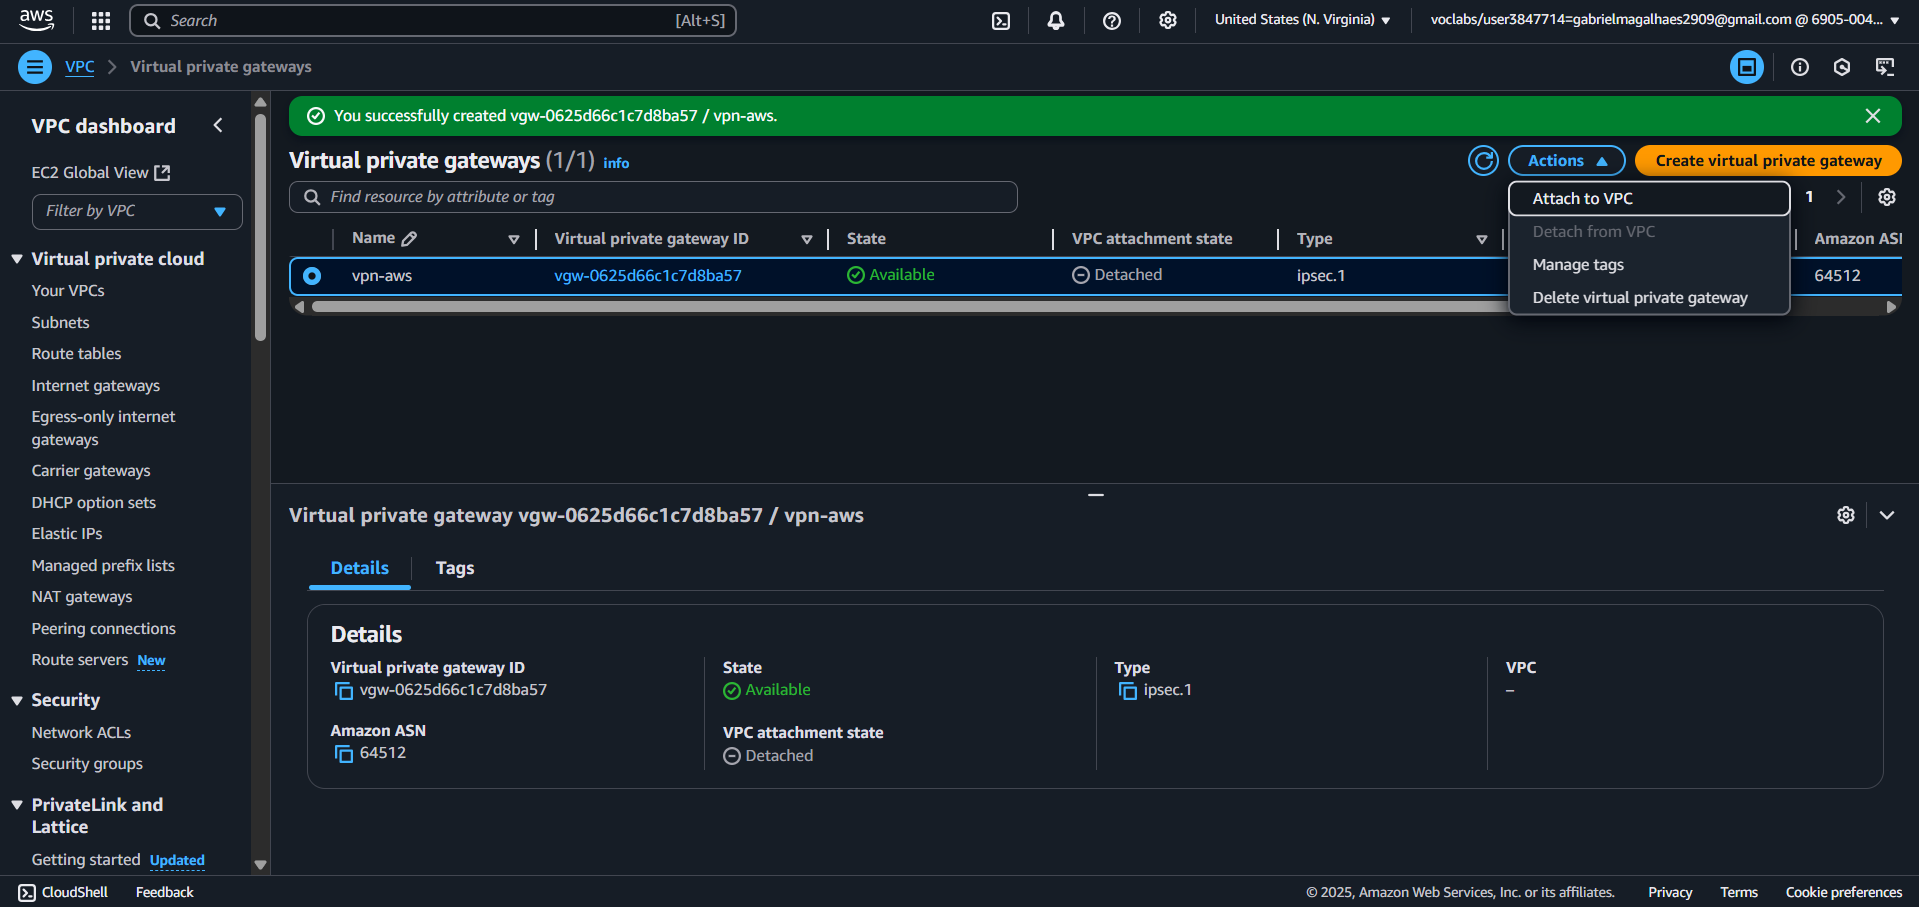 aws
Search [Alt+S]
United States (N. Virginia)
voclabs/user3847714=gabrielmagalhaes2909@gmail.com @ 6905-004...
VPC
Virtual private gateways
VPC dashboard
EC2 Global View
Filter by VPC
Virtual private cloud
Your VPCs
Subnets
Route tables
Internet gateways
Egress-only internet
gateways
Carrier gateways
DHCP option sets
Elastic IPs
Managed prefix lists
NAT gateways
Peering connections
Route servers New
Security
Network ACLs
Security groups
PrivateLink and
Lattice
Getting started Updated
You successfully created vgw-0625d66c1c7d8ba57 / vpn-aws.
Virtual private gateways (1/1) info
Actions
Create virtual private gateway
Find resource by attribute or tag
1
Attach to VPC
Detach from VPC
Manage tags
Delete virtual private gateway
Name Virtual private gateway ID State VPC attachment state Type Amazon ASI
vpn-aws vgw-0625d66c1c7d8ba57 Available Detached ipsec.1 64512
Virtual private gateway vgw-0625d66c1c7d8ba57 / vpn-aws
Details Tags
Details
Virtual private gateway ID
vgw-0625d66c1c7d8ba57
Amazon ASN
64512
State
Available
VPC attachment state
Detached
Type
ipsec.1
VPC
–
CloudShell Feedback
© 2025, Amazon Web Services, Inc. or its affiliates. Privacy Terms Cookie preferences